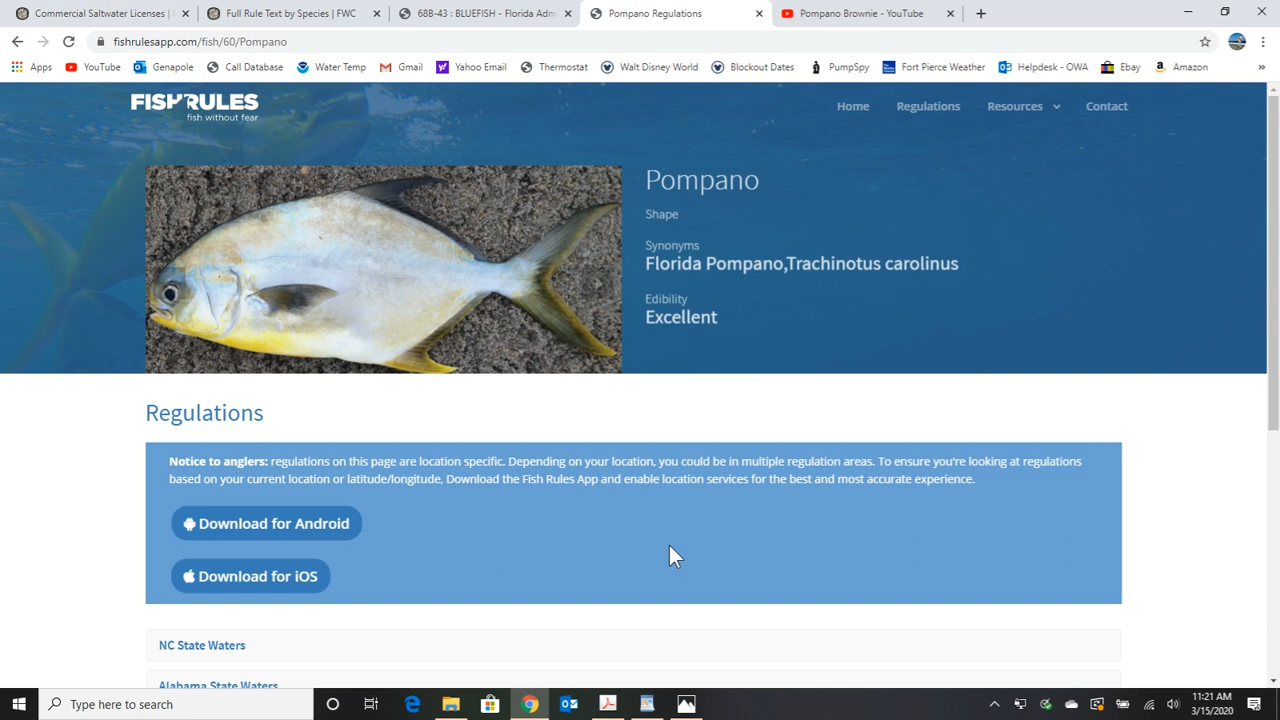 Commercial Saltwater Licenses |
Full Rule Text by Species | FWC
68B-43 : BLUEFISH - Florida Adm
Pompano Regulations
Pompano Brownie - YouTube
fishrulesapp.com/fish/60/Pompano
Apps
YouTube
Genapole
Call Database
Water Temp
Gmail
Yahoo Email
Thermostat
Walt Disney World
Blockout Dates
PumpSpy
Fort Pierce Weather
Helpdesk - OWA
Ebay
Amazon
»
FISHRULES
fish without fear
Home
Regulations
Resources
Contact
Pompano
Shape
Synonyms
Florida Pompano,Trachinotus carolinus
Edibility
Excellent
Regulations
Notice to anglers: regulations on this page are location specific. Depending on your location, you could be in multiple regulation areas. To ensure you're looking at regulations
based on your current location or latitude/longitude, Download the Fish Rules App and enable location services for the best and most accurate experience.
Download for Android
Download for iOS
NC State Waters
Alabama State Waters
Type here to search
11:21 AM
3/15/2020